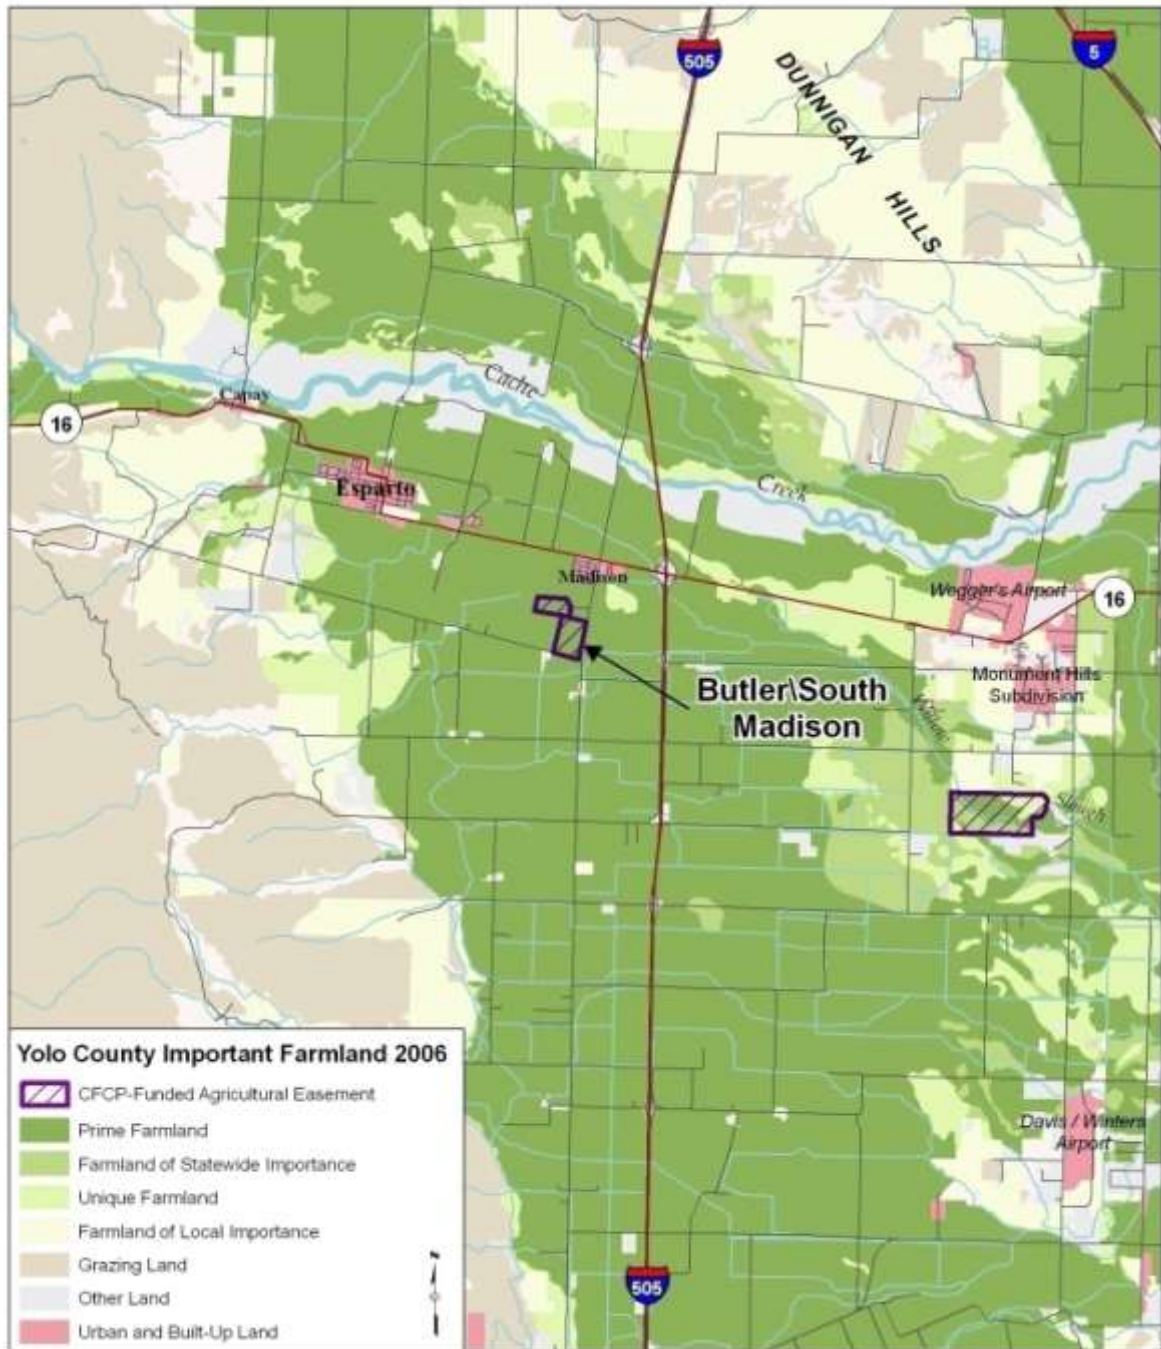 505
5
DUNNIGAN
HILLS
Cache
Capay
16
Esparto
Creek
Madison
Wegger's Airport
16
Monument Hills
Subdivision
Butler\South
Madison
Willow
Slough
Yolo County Important Farmland 2006
CFCP-Funded Agricultural Easement
Prime Farmland
Farmland of Statewide Importance
Unique Farmland
Farmland of Local Importance
Grazing Land
Other Land
Urban and Built-Up Land
Davis / Winters
Airport
505